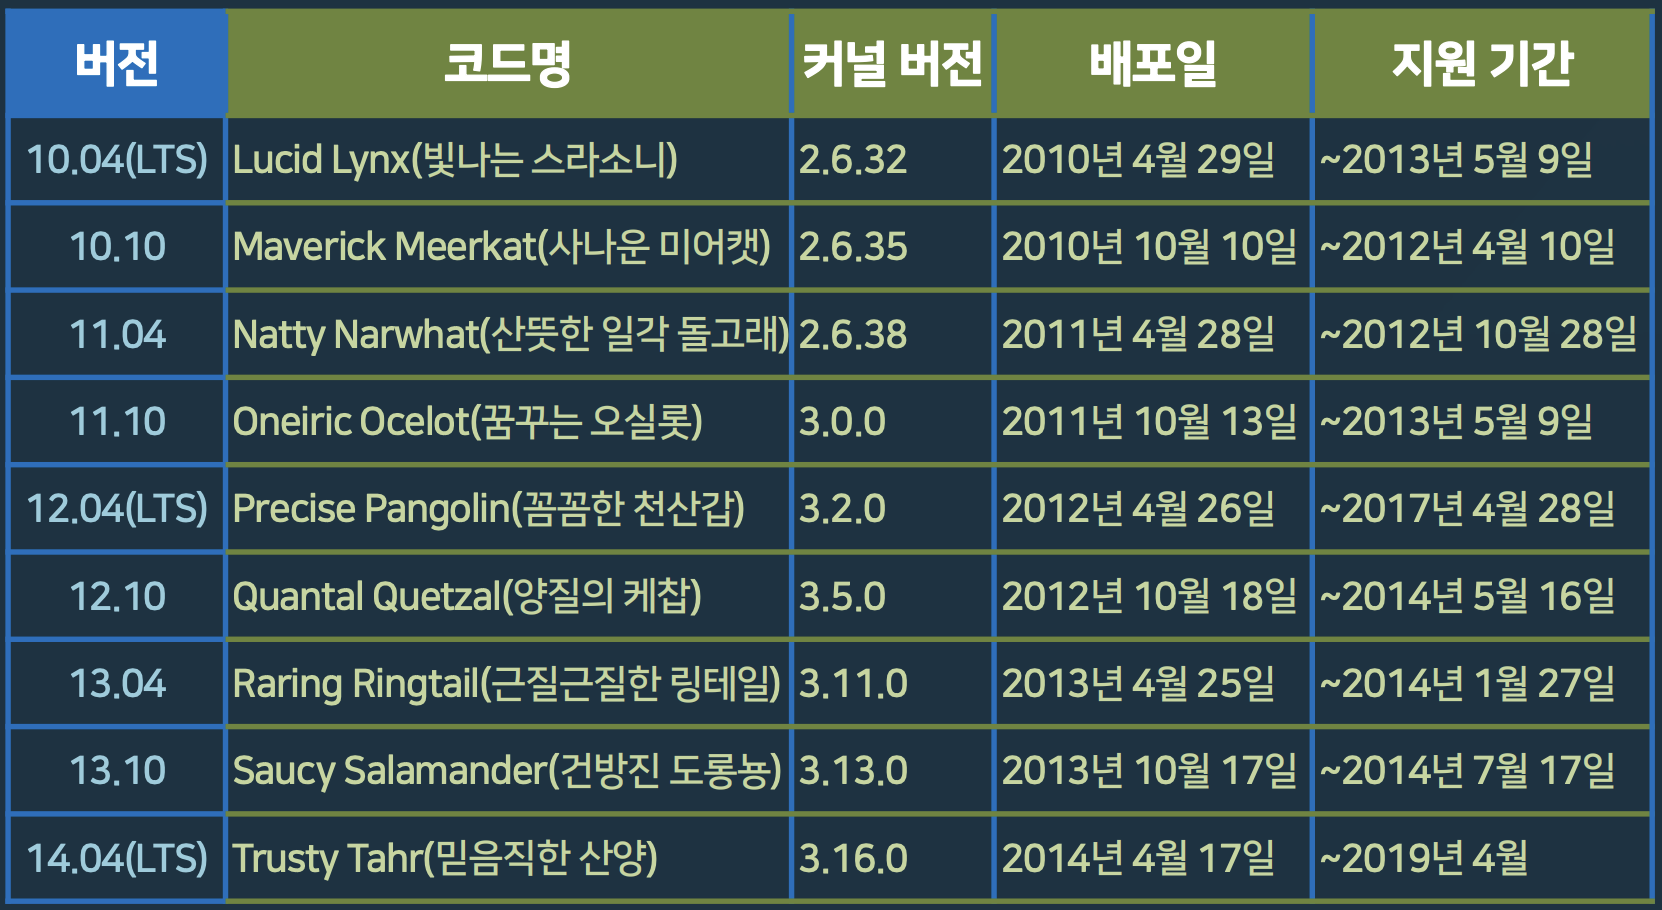 버전 코드명 커널 버전 배포일 지원 기간
10.04(LTS) Lucid Lynx(빛나는 스라소니) 2.6.32 2010년 4월 29일 ~2013년 5월 9일
10.10 Maverick Meerkat(사나운 미어캣) 2.6.35 2010년 10월 10일 ~2012년 4월 10일
11.04 Natty Narwhat(산뜻한 일각 돌고래) 2.6.38 2011년 4월 28일 ~2012년 10월 28일
11.10 Oneiric Ocelot(꿈꾸는 오실롯) 3.0.0 2011년 10월 13일 ~2013년 5월 9일
12.04(LTS) Precise Pangolin(꼼꼼한 천산갑) 3.2.0 2012년 4월 26일 ~2017년 4월 28일
12.10 Quantal Quetzal(양질의 케찹) 3.5.0 2012년 10월 18일 ~2014년 5월 16일
13.04 Raring Ringtail(근질근질한 링테일) 3.11.0 2013년 4월 25일 ~2014년 1월 27일
13.10 Saucy Salamander(건방진 도롱뇽) 3.13.0 2013년 10월 17일 ~2014년 7월 17일
14.04(LTS) Trusty Tahr(믿음직한 산양) 3.16.0 2014년 4월 17일 ~2019년 4월